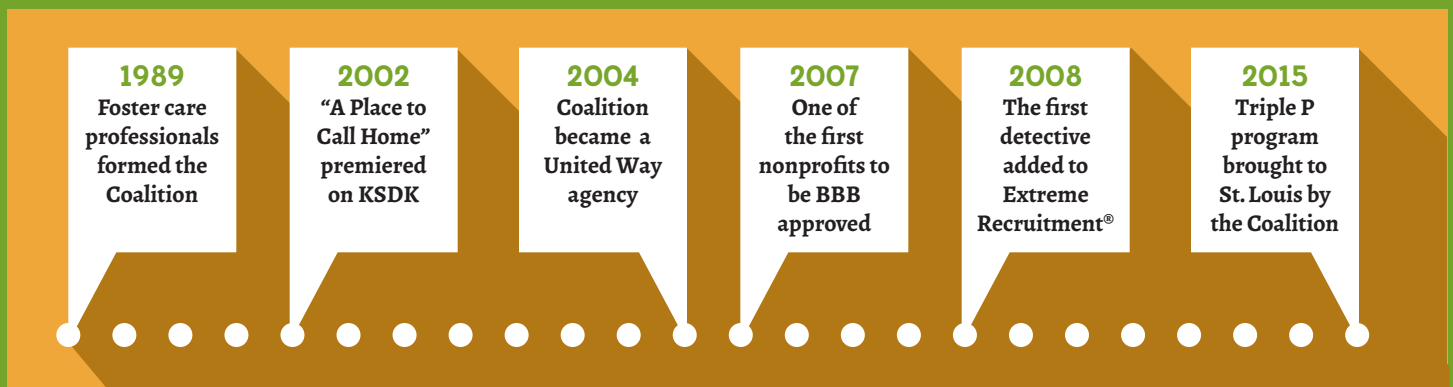 1989
Foster care
professionals
formed the
Coalition
2002
“A Place to
Call Home”
premiered
on KSDK
2004
Coalition
became a
United Way
agency
2007
One of
the first
nonprofits to
be BBB
approved
2008
The first
detective
added to
Extreme
Recruitment®
2015
Triple P
program
brought to
St. Louis by
the Coalition